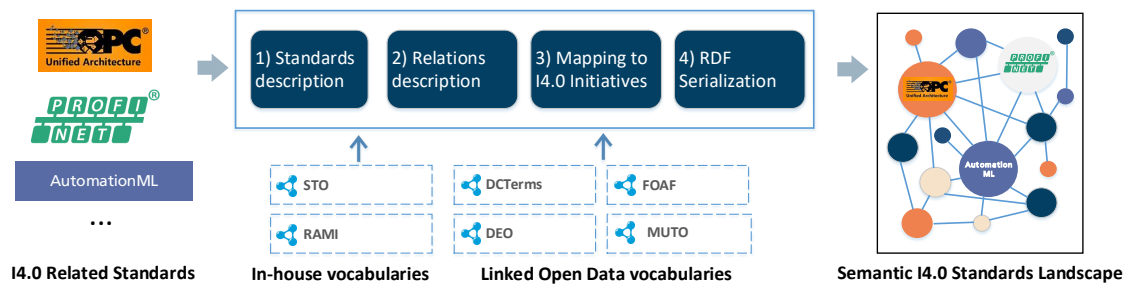 OPC®
Unified Architecture
PROFI®
NET
AutomationML
...
I4.0 Related Standards
1) Standards
description
2) Relations
description
3) Mapping to
I4.0 Initiatives
4) RDF
Serialization
STO
RAMI
In-house vocabularies
DCTerms
FOAF
DEO
MUTO
Linked Open Data vocabularies
OPC®
Unified Architecture
PROFI®
NET
Automation
ML
Semantic I4.0 Standards Landscape